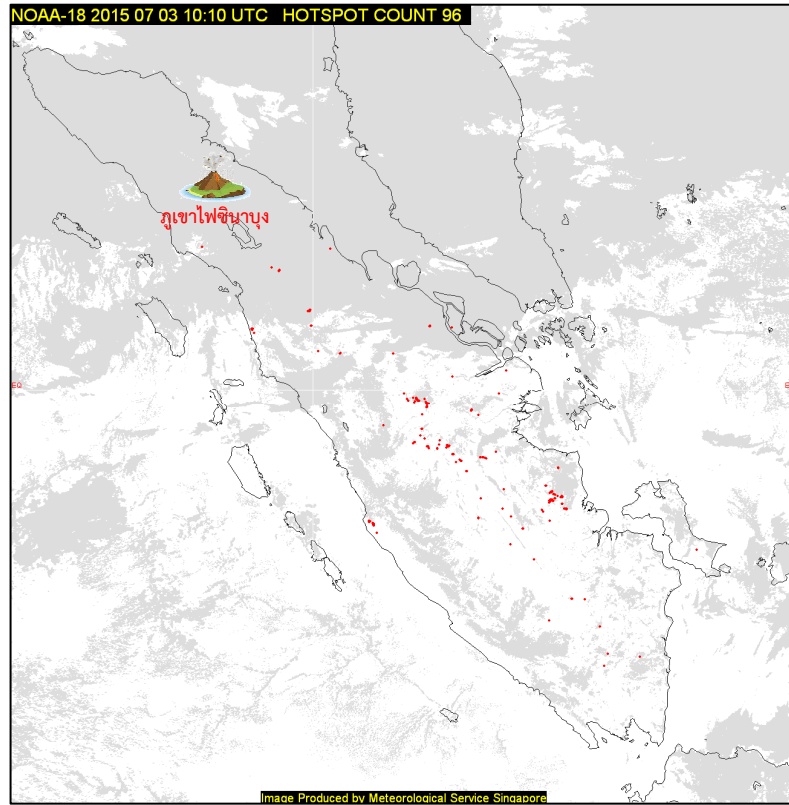 NOAA-18 2015 07 03 10:10 UTC HOTSPOT COUNT 96
ภูเขาไฟซินาบุง
EQ
Image Produced by Meteorological Service Singapore